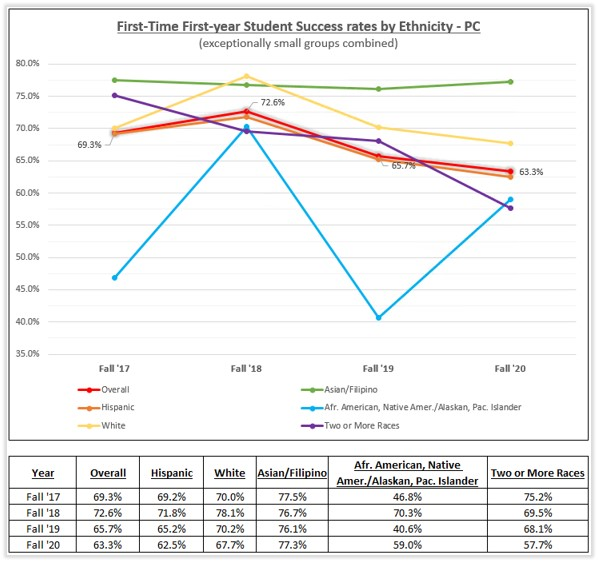 First-Time First-year Student Success rates by Ethnicity - PC
(exceptionally small groups combined)
80.0%
75.0%
70.0%
65.0%
60.0%
55.0%
50.0%
45.0%
40.0%
35.0%
69.3%
72.6%
65.7%
63.3%
Fall '17 Fall '18 Fall '19 Fall '20
Overall Asian/Filipino
Hispanic Afr. American, Native Amer./Alaskan, Pac. Islander
White Two or More Races
Year Overall Hispanic White Asian/Filipino Afr. American, Native Amer./Alaskan, Pac. Islander Two or More Races
Fall '17 69.3% 69.2% 70.0% 77.5% 46.8% 75.2%
Fall '18 72.6% 71.8% 78.1% 76.7% 70.3% 69.5%
Fall '19 65.7% 65.2% 70.2% 76.1% 40.6% 68.1%
Fall '20 63.3% 62.5% 67.7% 77.3% 59.0% 57.7%